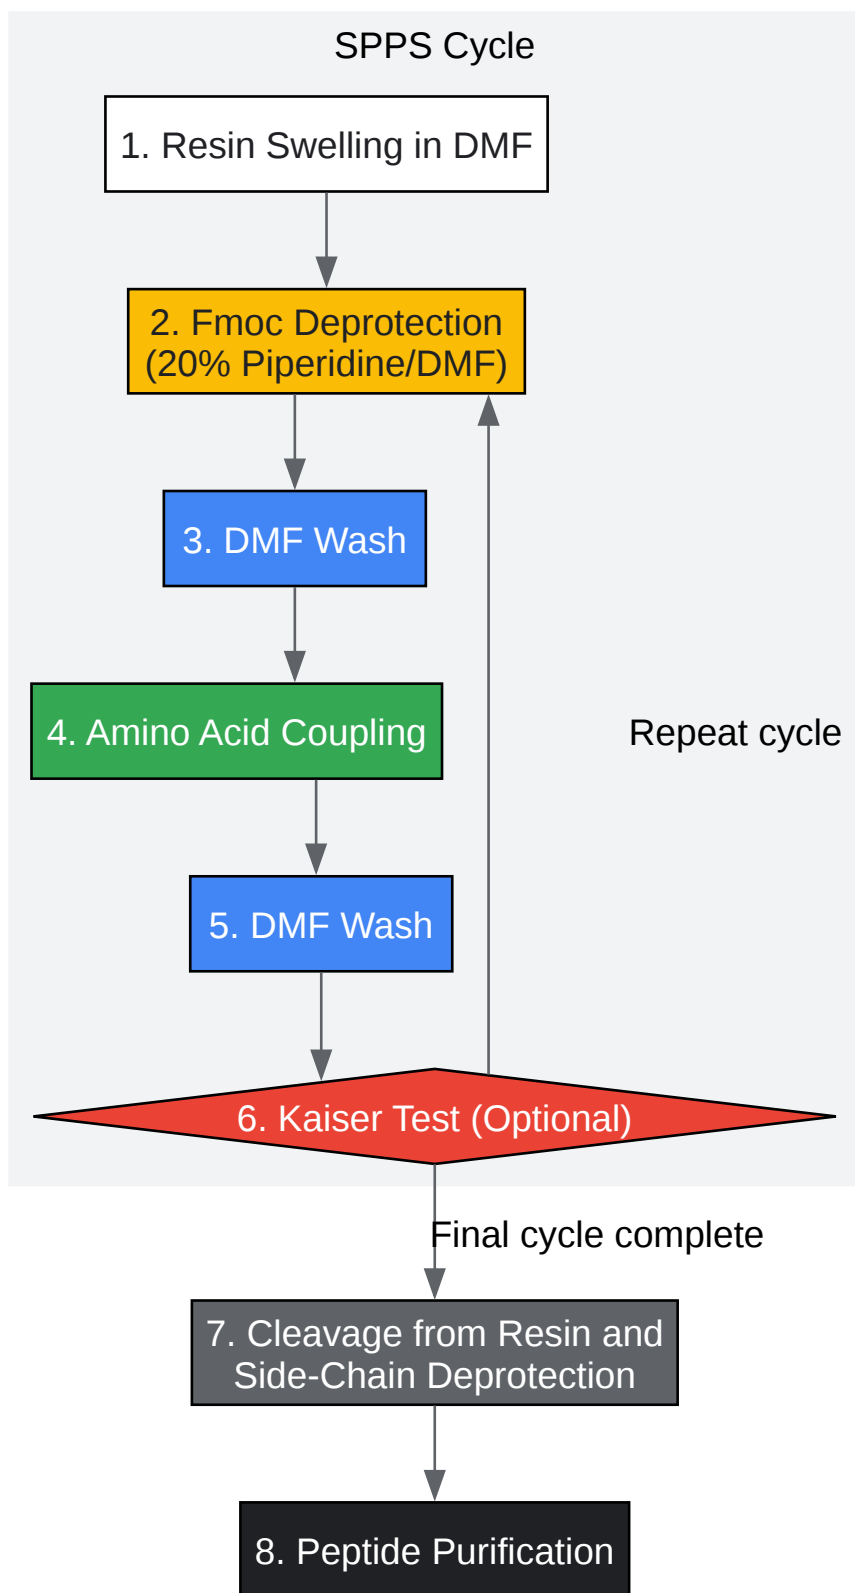 SPPS Cycle
1. Resin Swelling in DMF
2. Fmoc Deprotection
(20% Piperidine/DMF)
3. DMF Wash
4. Amino Acid Coupling
Repeat cycle
5. DMF Wash
6. Kaiser Test (Optional)
Final cycle complete
7. Cleavage from Resin and
Side-Chain Deprotection
8. Peptide Purification